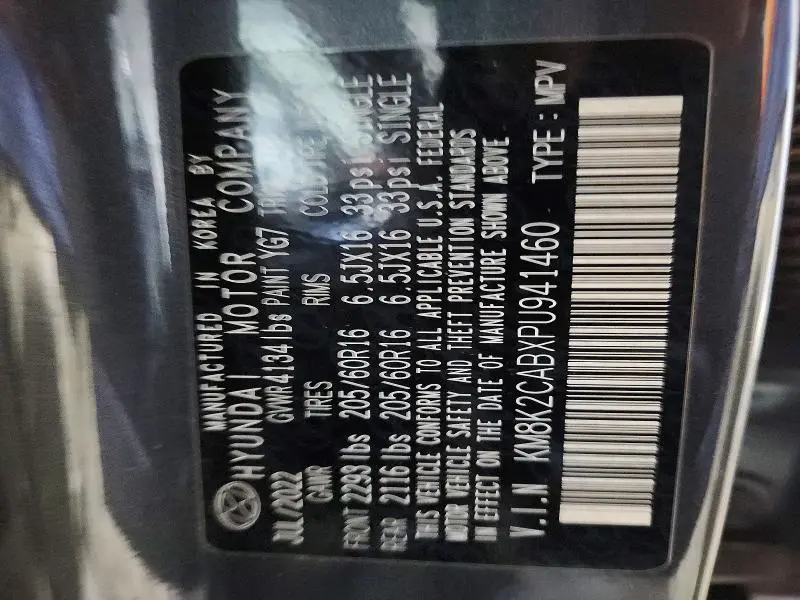 MANUFACTURED IN KOREA BY
HYUNDAI MOTOR COMPANY
JUL/2022 GVWR4134lbs PAINT YG7
GAWR TIRES RIMS
FRONT 2293 lbs 205/60R16 6.5JX16 33psi SINGLE
REAR 2116 lbs 205/60R16 6.5JX16 33psi SINGLE
THIS VEHICLE CONFORMS TO ALL APPLICABLE U.S.A. FEDERAL
MOTOR VEHICLE SAFETY AND THEFT PREVENTION STANDARDS
IN EFFECT ON THE DATE OF MANUFACTURE SHOWN ABOVE
V.I.N KM8K2CABXPU941460 TYPE : MPV